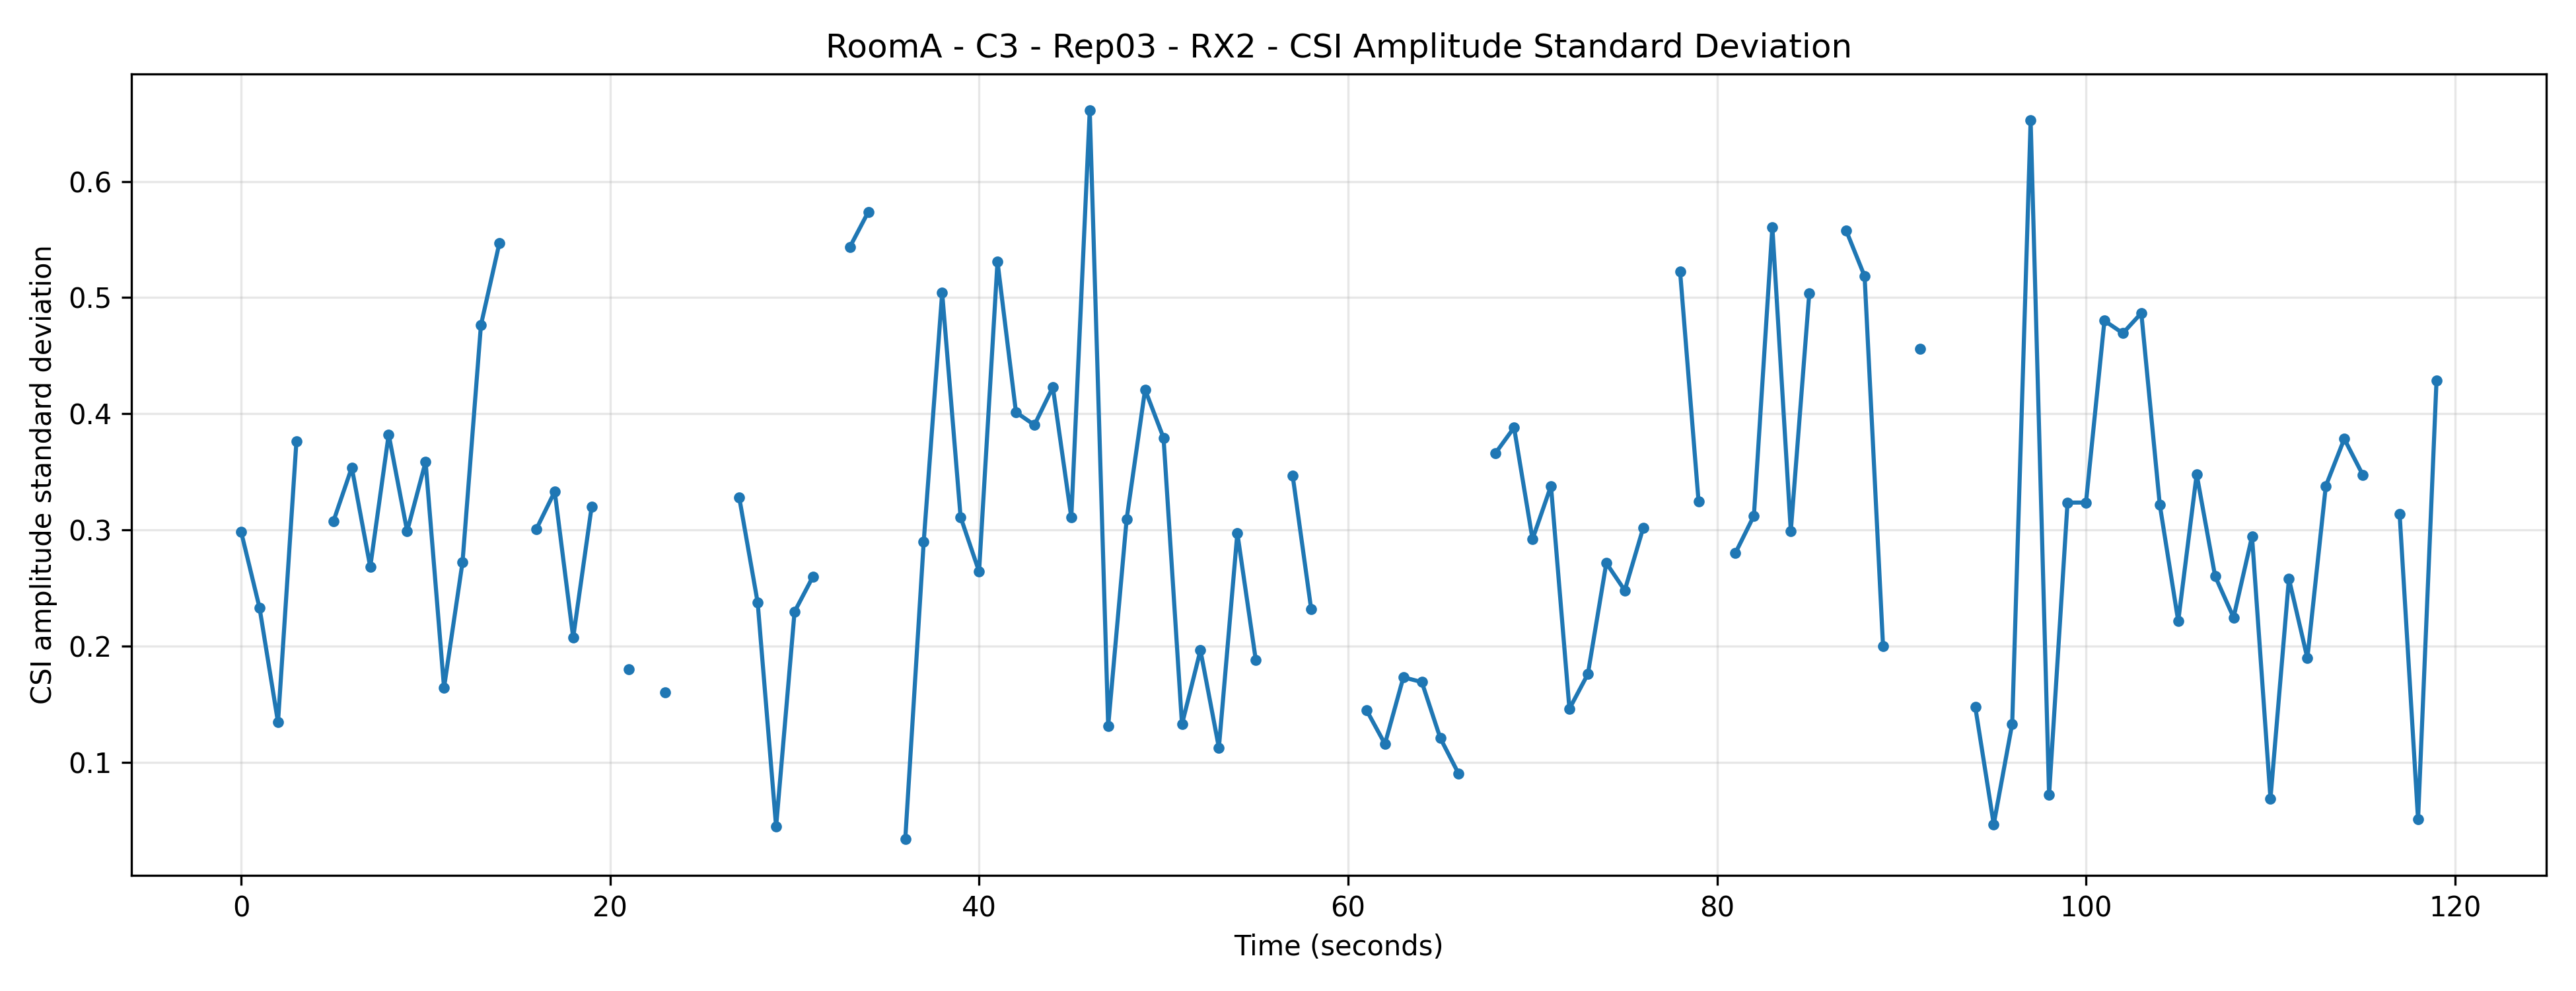 RoomA - C3 - Rep03 - RX2 - CSI Amplitude Standard Deviation
CSI amplitude standard deviation
0.6
0.5
0.4
0.3
0.2
0.1
0 20 40 60 80 100 120
Time (seconds)